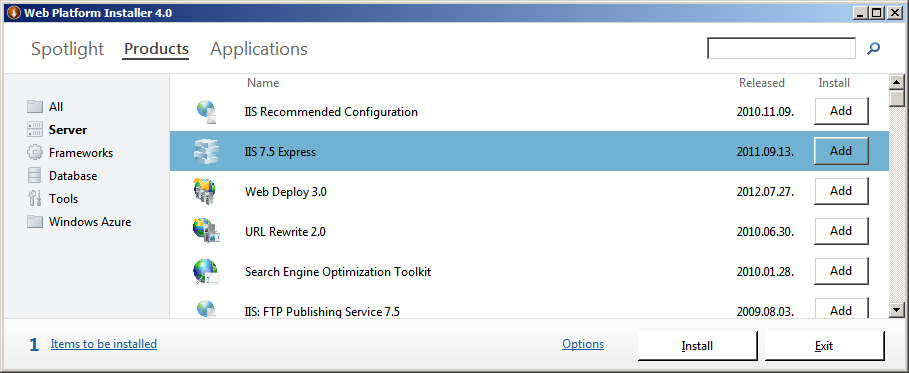 Web Platform Installer 4.0
Spotlight Products Applications
Name Released Install
All
Server
Frameworks
Database
Tools
Windows Azure
IIS Recommended Configuration 2010.11.09. Add
IIS 7.5 Express 2011.09.13. Add
Web Deploy 3.0 2012.07.27. Add
URL Rewrite 2.0 2010.06.30. Add
Search Engine Optimization Toolkit 2010.01.28. Add
IIS: FTP Publishing Service 7.5 2009.08.03. Add
1 Items to be installed Options Install Exit